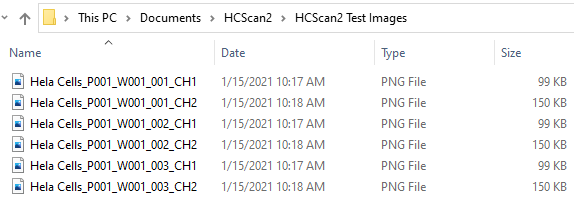 This PC > Documents > HCScan2 > HCScan2 Test Images
Name Date Type Size
Hela Cells_P001_W001_001_CH1 1/15/2021 10:17 AM PNG File 99 KB
Hela Cells_P001_W001_001_CH2 1/15/2021 10:18 AM PNG File 150 KB
Hela Cells_P001_W001_002_CH1 1/15/2021 10:17 AM PNG File 99 KB
Hela Cells_P001_W001_002_CH2 1/15/2021 10:18 AM PNG File 150 KB
Hela Cells_P001_W001_003_CH1 1/15/2021 10:17 AM PNG File 99 KB
Hela Cells_P001_W001_003_CH2 1/15/2021 10:18 AM PNG File 150 KB